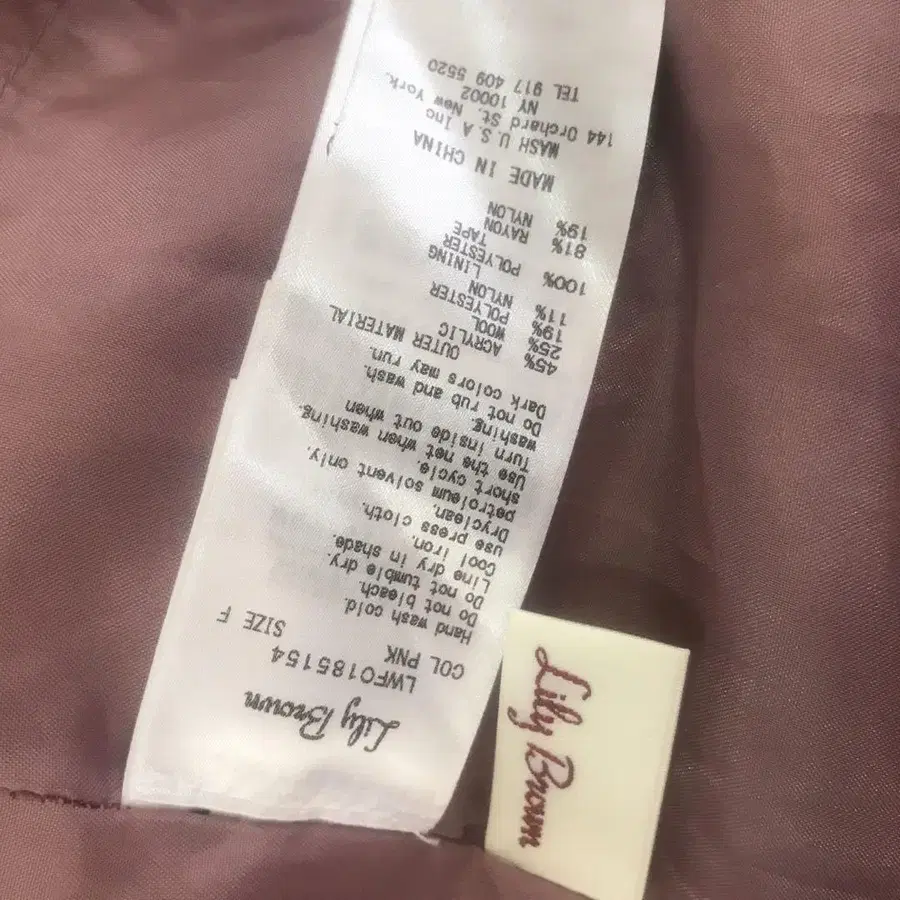 Lily Brown
LWFO185154
COL PNK SIZE F
Hand wash cold.
Do not bleach.
Do not tumble dry.
Line dry in shade.
Cool iron.
use press cloth.
Dryclean.
petroleum solvent only.
short cycle.
Use the net when washing.
Turn inside out when
washing.
Do not rub and wash.
Dark colors may run.
OUTER MATERIAL
45% ACRYLIC
25% WOOL
19% POLYESTER
11% NYLON
LINING
100% POLYESTER
TAPE
81% RAYON
19% NYLON
MADE IN CHINA
MASH U.S.A Inc
144 Orchard St. New York.
NY 10002
TEL 917 409 5520
Lily Brown